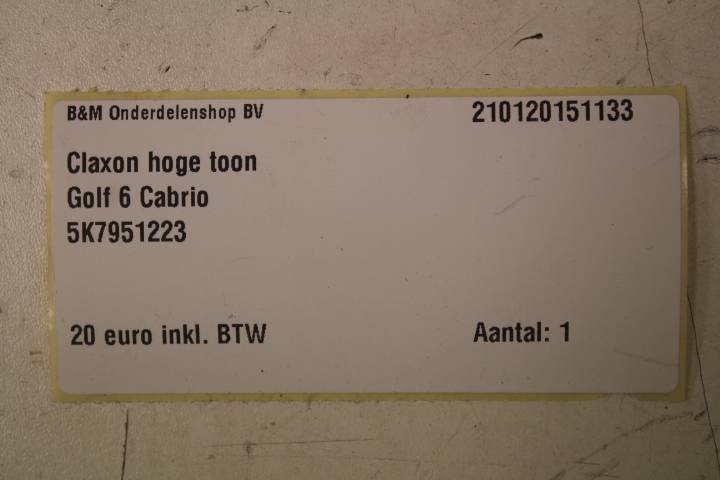 B&M Onderdelenshop BV 210120151133
Claxon hoge toon
Golf 6 Cabrio
5K7951223
20 euro inkl. BTW Aantal: 1